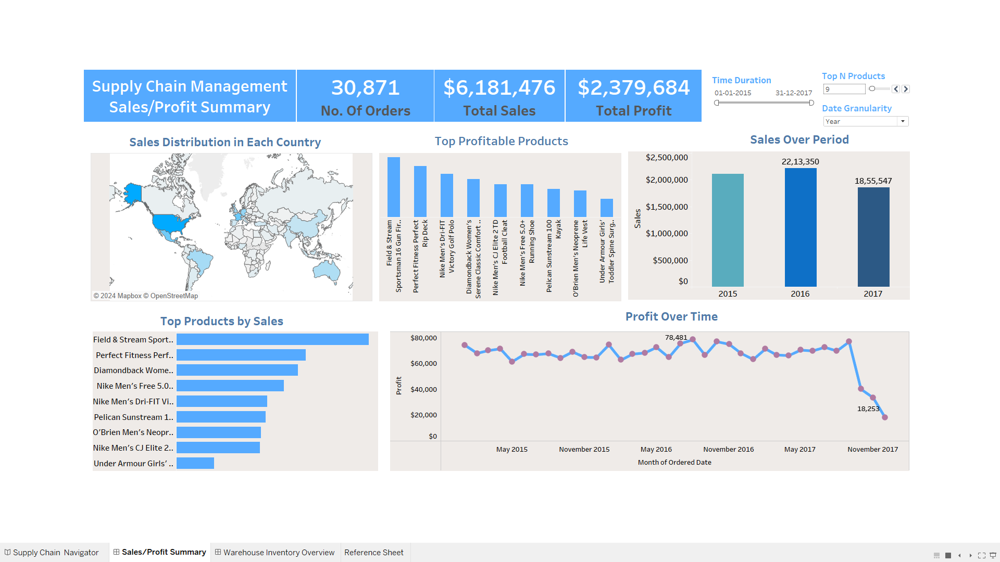 Supply Chain Management
Sales/Profit Summary
30,871
No. Of Orders
$6,181,476
Total Sales
$2,379,684
Total Profit
Time Duration
01-01-2015
31-12-2017
Top N Products
9
Date Granularity
Year
Sales Distribution in Each Country
© 2024 Mapbox © OpenStreetMap
Top Profitable Products
Field & Stream
Sportsman 16 Gun Fir..
Perfect Fitness Perfect
Rip Deck
Nike Men's Dri-FIT
Victory Golf Polo
Diamondback Women's
Serene Classic Comfort ..
Nike Men's CJ Elite 2 TD
Football Cleat
Nike Men's Free 5.0+
Running Shoe
Pelican Sunstream 100
Kayak
O'Brien Men's Neoprene
Life Vest
Under Armour Girls'
Toddler Spine Surg..
Sales Over Period
Sales
$2,500,000
$2,000,000
$1,500,000
$1,000,000
$500,000
$0
22,13,350
18,55,547
2015
2016
2017
Top Products by Sales
Field & Stream Sport..
Perfect Fitness Perf..
Diamondback Wome..
Nike Men's Free 5.0..
Nike Men's Dri-FIT Vi..
Pelican Sunstream 1..
O'Brien Men's Neopr..
Nike Men's CJ Elite 2..
Under Armour Girls' ..
Profit Over Time
Profit
$80,000
$60,000
$40,000
$20,000
$0
78,481
18,253
May 2015
November 2015
May 2016
November 2016
May 2017
November 2017
Month of Ordered Date
Supply Chain  Navigator
Sales/Profit Summary
Warehouse Inventory Overview
Reference Sheet